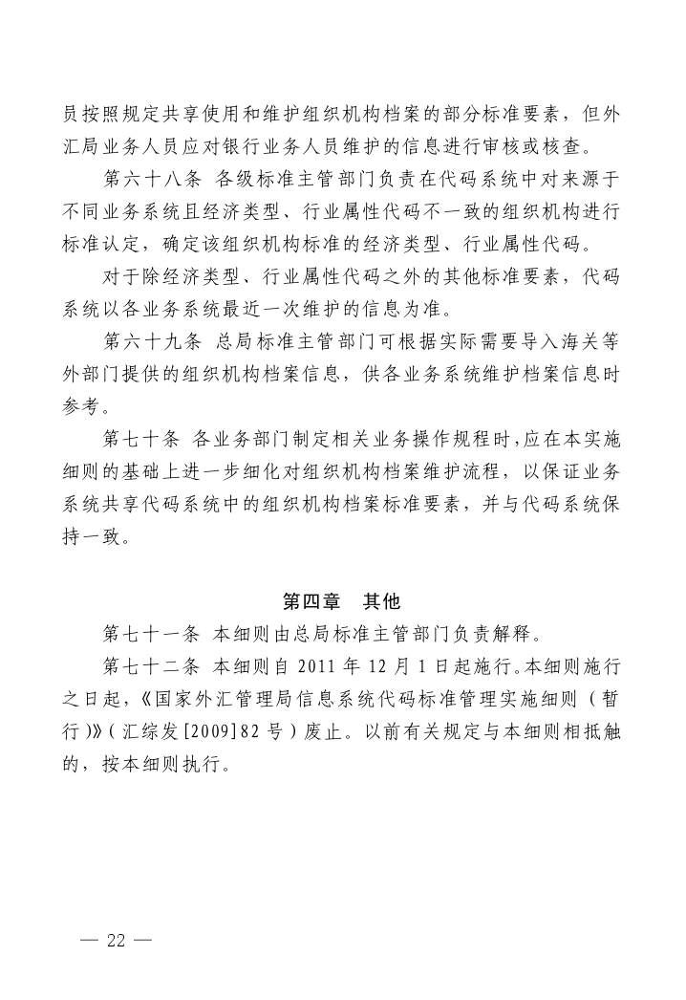 员按照规定共享使用和维护组织机构档案的部分标准要素，但外
汇局业务人员应对银行业务人员维护的信息进行审核或核查。
第六十八条 各级标准主管部门负责在代码系统中对来源于
不同业务系统且经济类型、行业属性代码不一致的组织机构进行
标准认定，确定该组织机构标准的经济类型、行业属性代码。
对于除经济类型、行业属性代码之外的其他标准要素，代码
系统以各业务系统最近一次维护的信息为准。
第六十九条 总局标准主管部门可根据实际需要导入海关等
外部门提供的组织机构档案信息，供各业务系统维护档案信息时
参考。
第七十条 各业务部门制定相关业务操作规程时，应在本实施
细则的基础上进一步细化对组织机构档案维护流程，以保证业务
系统共享代码系统中的组织机构档案标准要素，并与代码系统保
持一致。
第四章 其他
第七十一条 本细则由总局标准主管部门负责解释。
第七十二条 本细则自 2011 年 12 月 1 日起施行。本细则施行
之日起，《国家外汇管理局信息系统代码标准管理实施细则（暂
行）》（汇综发[2009]82 号）废止。以前有关规定与本细则相抵触
的，按本细则执行。
— 22 —